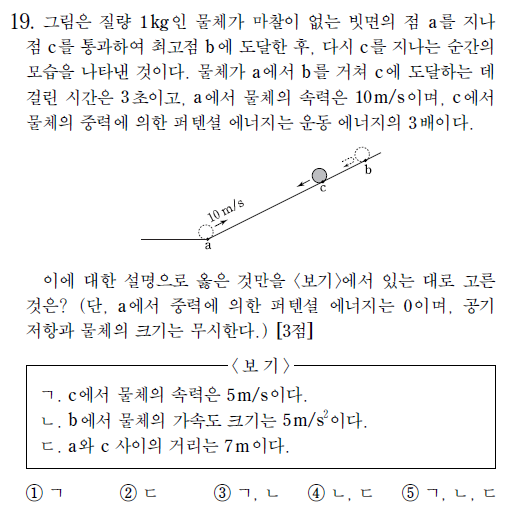 19. 그림은 질량 1kg인 물체가 마찰이 없는 빗면의 점 a를 지나
점 c를 통과하여 최고점 b에 도달한 후, 다시 c를 지나는 순간의
모습을 나타낸 것이다. 물체가 a에서 b를 거쳐 c에 도달하는 데
걸린 시간은 3초이고, a에서 물체의 속력은 10m/s이며, c에서
물체의 중력에 의한 퍼텐셜 에너지는 운동 에너지의 3배이다.
10 m/s
a
c
b
이에 대한 설명으로 옳은 것만을 <보기>에서 있는 대로 고른
것은? (단, a에서 중력에 의한 퍼텐셜 에너지는 0이며, 공기
저항과 물체의 크기는 무시한다.) [3점]
<보 기>
ㄱ. c에서 물체의 속력은 5m/s이다.
ㄴ. b에서 물체의 가속도 크기는 5m/s²이다.
ㄷ. a와 c 사이의 거리는 7m이다.
① ㄱ ② ㄷ ③ ㄱ, ㄴ ④ ㄴ, ㄷ ⑤ ㄱ, ㄴ, ㄷ